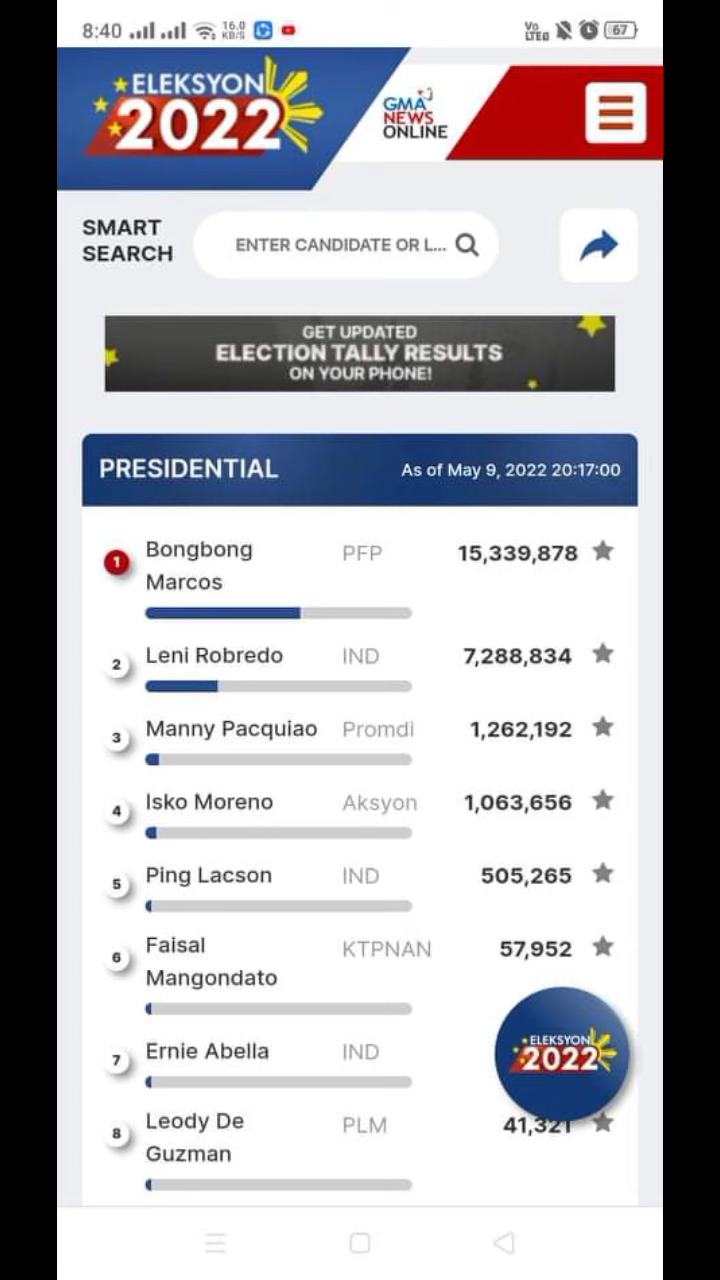 8:40 16.0 KB/S Vo LTE 67
ELEKSYON
2022
GMA
NEWS
ONLINE
SMART
SEARCH
ENTER CANDIDATE OR L...
GET UPDATED
ELECTION TALLY RESULTS
ON YOUR PHONE!
PRESIDENTIAL As of May 9, 2022 20:17:00
1 Bongbong Marcos PFP 15,339,878
2 Leni Robredo IND 7,288,834
3 Manny Pacquiao Promdi 1,262,192
4 Isko Moreno Aksyon 1,063,656
5 Ping Lacson IND 505,265
6 Faisal Mangondato KTPNAN 57,952
7 Ernie Abella IND
ELEKSYON
2022
8 Leody De Guzman PLM 41,321